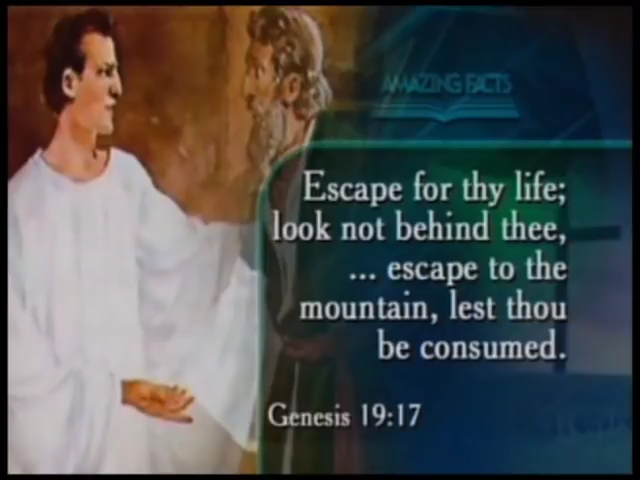 AMAZING FACTS
Escape for thy life;
look not behind thee,
... escape to the
mountain, lest thou
be consumed.
Genesis 19:17